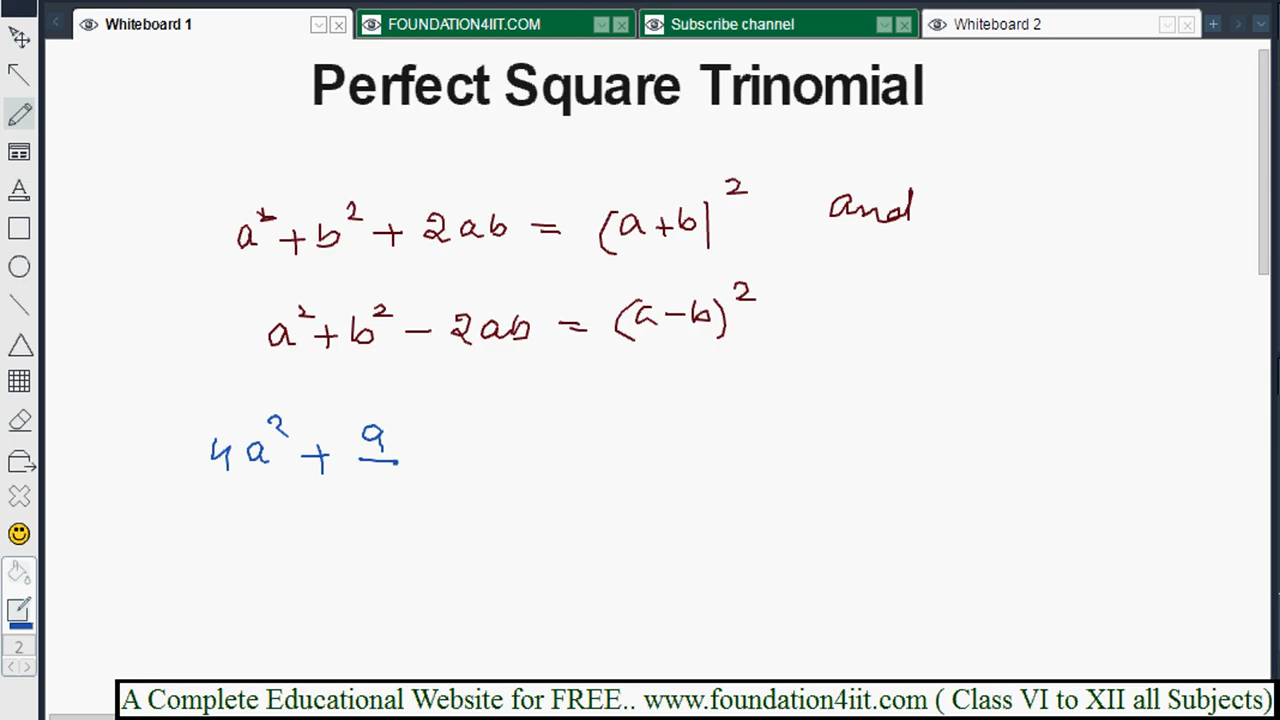 Whiteboard 1 FOUNDATION4IIT.COM Subscribe channel Whiteboard 2
Perfect Square Trinomial
a² + b² + 2ab = (a+b|² and
a² + b² - 2ab = (a-b)²
4a² + 9/
2
A Complete Educational Website for FREE.. www.foundation4iit.com ( Class VI to XII all Subjects)